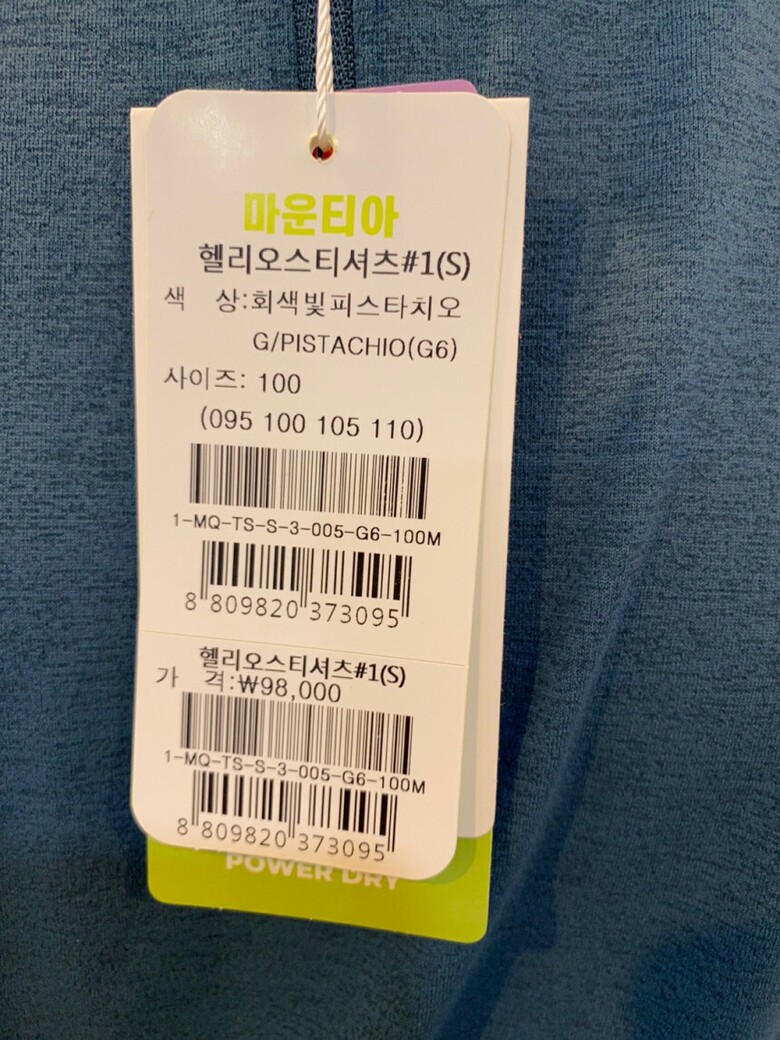 마운티아
헬리오스티셔츠#1(S)
색 상:회색빛피스타치오
G/PISTACHIO(G6)
사이즈: 100
(095 100 105 110)
1-MQ-TS-S-3-005-G6-100M
8 809820 373095
헬리오스티셔츠#1(S)
가 격:₩98,000
1-MQ-TS-S-3-005-G6-100M
8 809820 373095
POWER DRY